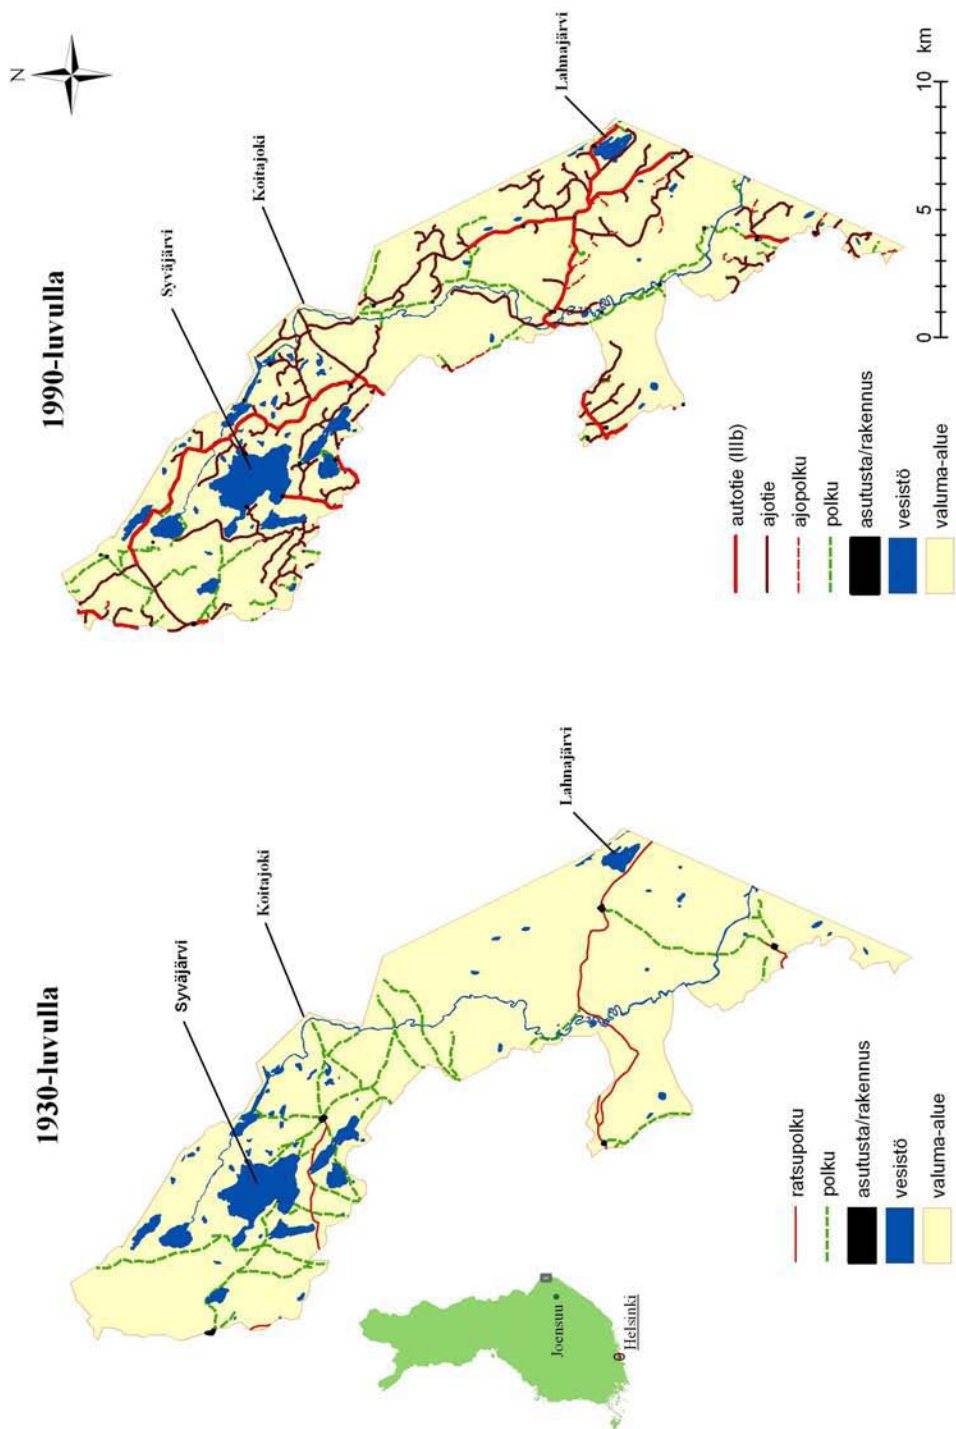 1930-luvulla
Syväjärvi
Koitajoki
Lahnajärvi
Joensuu
Helsinki
ratsupolku
polku
asutusta/rakennus
vesistö
valuma-alue
1990-luvulla
N
Syväjärvi
Koitajoki
Lahnajärvi
autotie (IIIb)
ajotie
ajopolku
polku
asutusta/rakennus
vesistö
valuma-alue
0 5 10 km